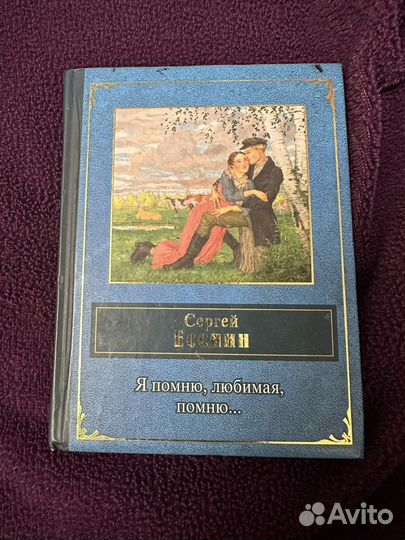 Сергей
Есенин
Я помню, любимая,
помню...
Avito